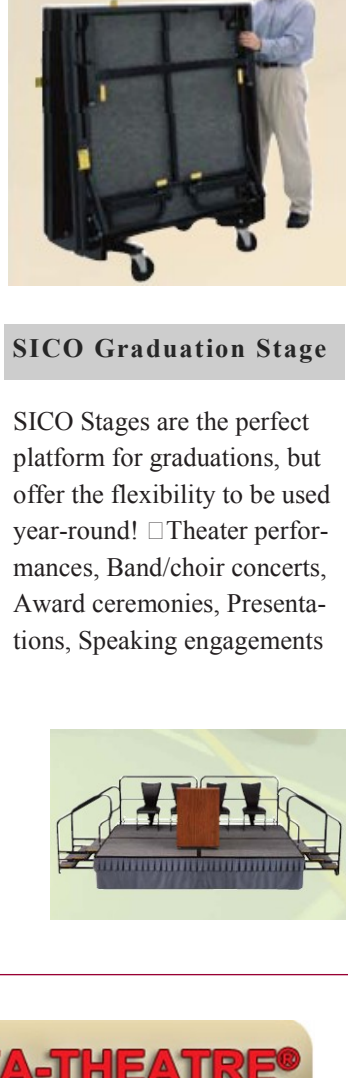 SICO Graduation Stage
SICO Stages are the perfect
platform for graduations, but
offer the flexibility to be used
year-round! □Theater perfor-
mances, Band/choir concerts,
Award ceremonies, Presenta-
tions, Speaking engagements
A-THEATRE®